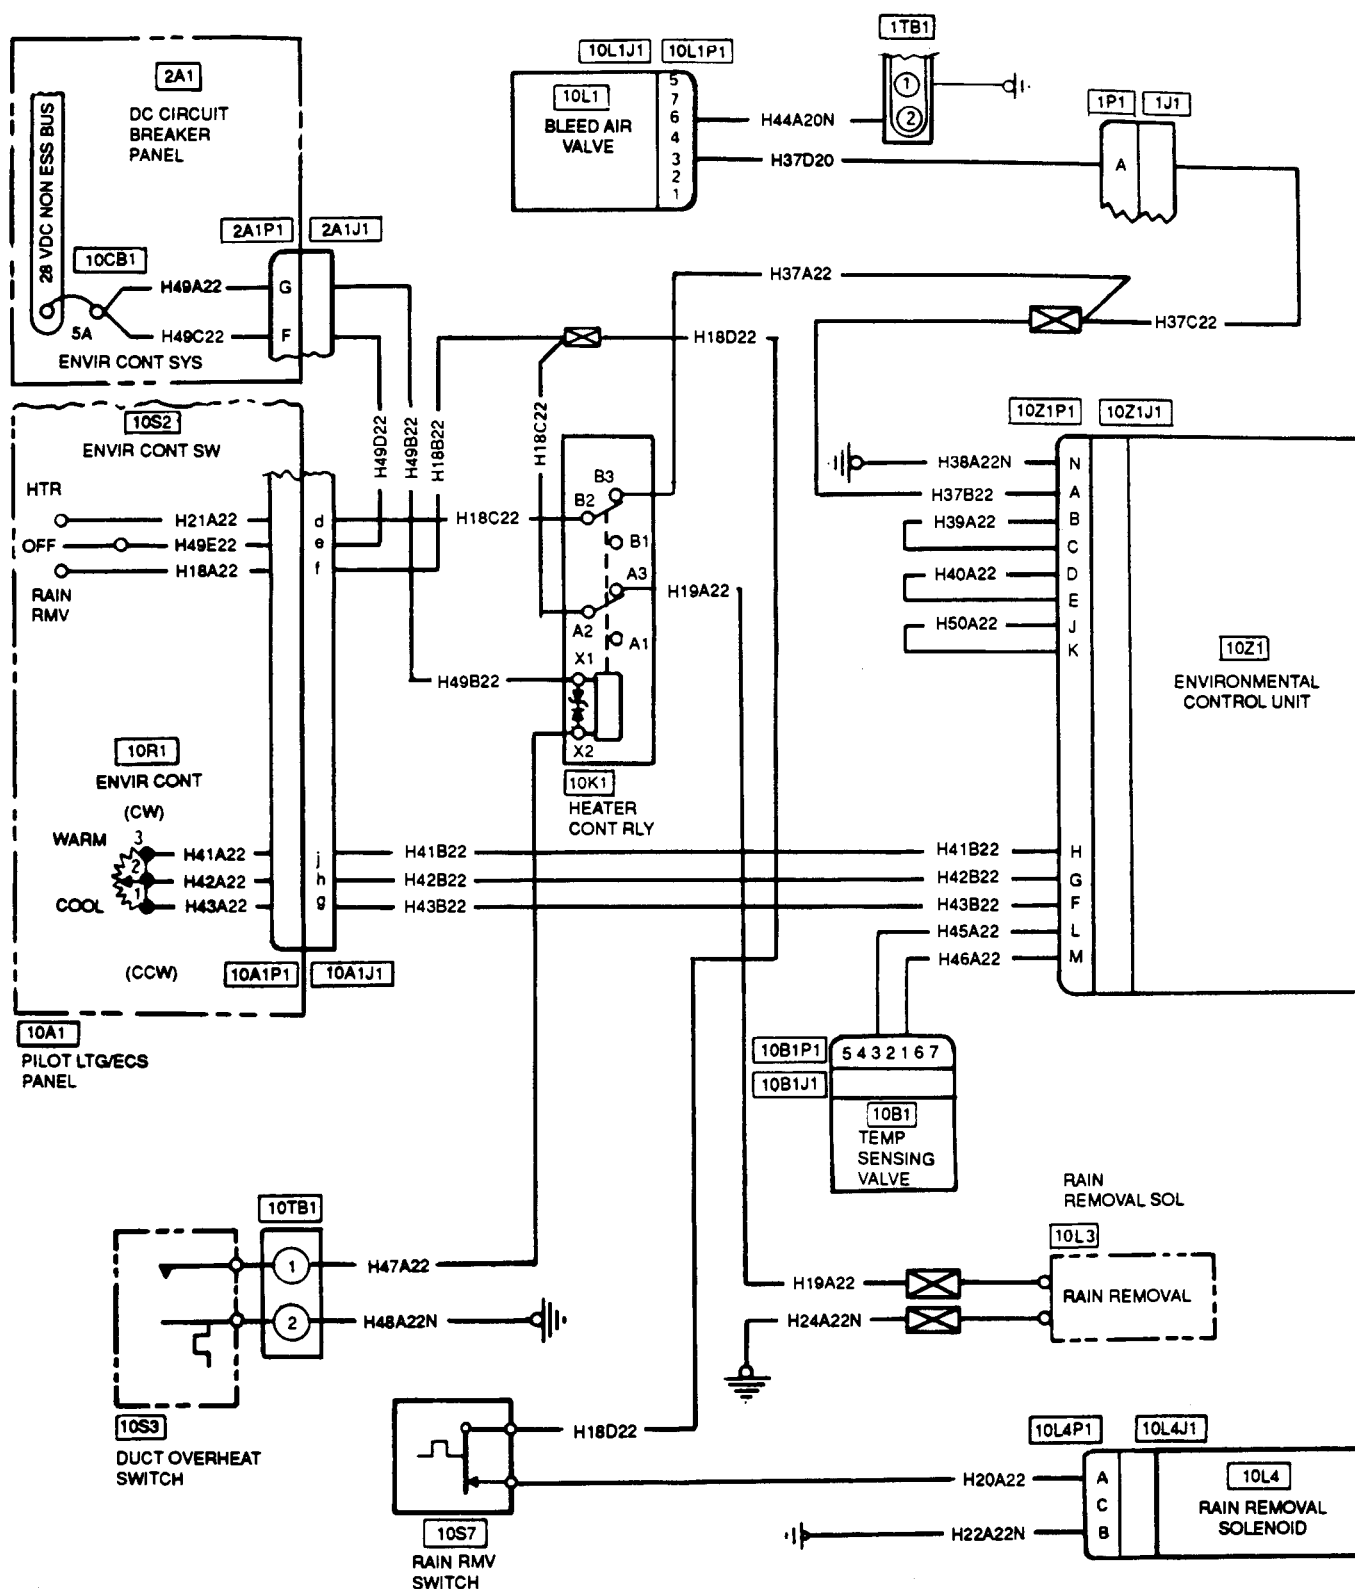 1TB1
10L1J1 10L1P1
2A1
DC CIRCUIT
BREAKER
PANEL
28 VDC NON ESS BUS
10L1
BLEED AIR
VALVE
5
7
6
4
3
2
1
H44A20N
1
2
H37D20
1P1 1J1
A
2A1P1 2A1J1
10CB1
H49A22
G
5A
H49C22
F
ENVIR CONT SYS
H37A22
H37C22
H18D22
H49D22
H49B22
H18B22
H18C22
10S2
ENVIR CONT SW
HTR
H21A22
d
OFF
H49E22
e
H18A22
f
RAIN
RMV
H18C22
B3
B2
B1
A3
H19A22
A2
A1
X1
H49B22
X2
10K1
HEATER
CONT RLY
10Z1P1 10Z1J1
H38A22N N
H37B22 A
H39A22 B
C
H40A22 D
E
H50A22 J
K
10Z1
ENVIRONMENTAL
CONTROL UNIT
10R1
ENVIR CONT
(CW)
WARM
3
H41A22 j H41B22 H41B22 H
2
H42A22 h H42B22 H42B22 G
1
COOL
H43A22 g H43B22 H43B22 F
H45A22 L
H46A22 M
(CCW)
10A1P1 10A1J1
10A1
PILOT LTG/ECS
PANEL
10B1P1 5 4 3 2 1 6 7
10B1J1
10B1
TEMP
SENSING
VALVE
RAIN
REMOVAL SOL
10L3
RAIN REMOVAL
H19A22
H24A22N
10TB1
1
H47A22
2
H48A22N
10S3
DUCT OVERHEAT
SWITCH
H18D22
10S7
RAIN RMV
SWITCH
10L4P1 10L4J1
H20A22 A
C
H22A22N B
10L4
RAIN REMOVAL
SOLENOID